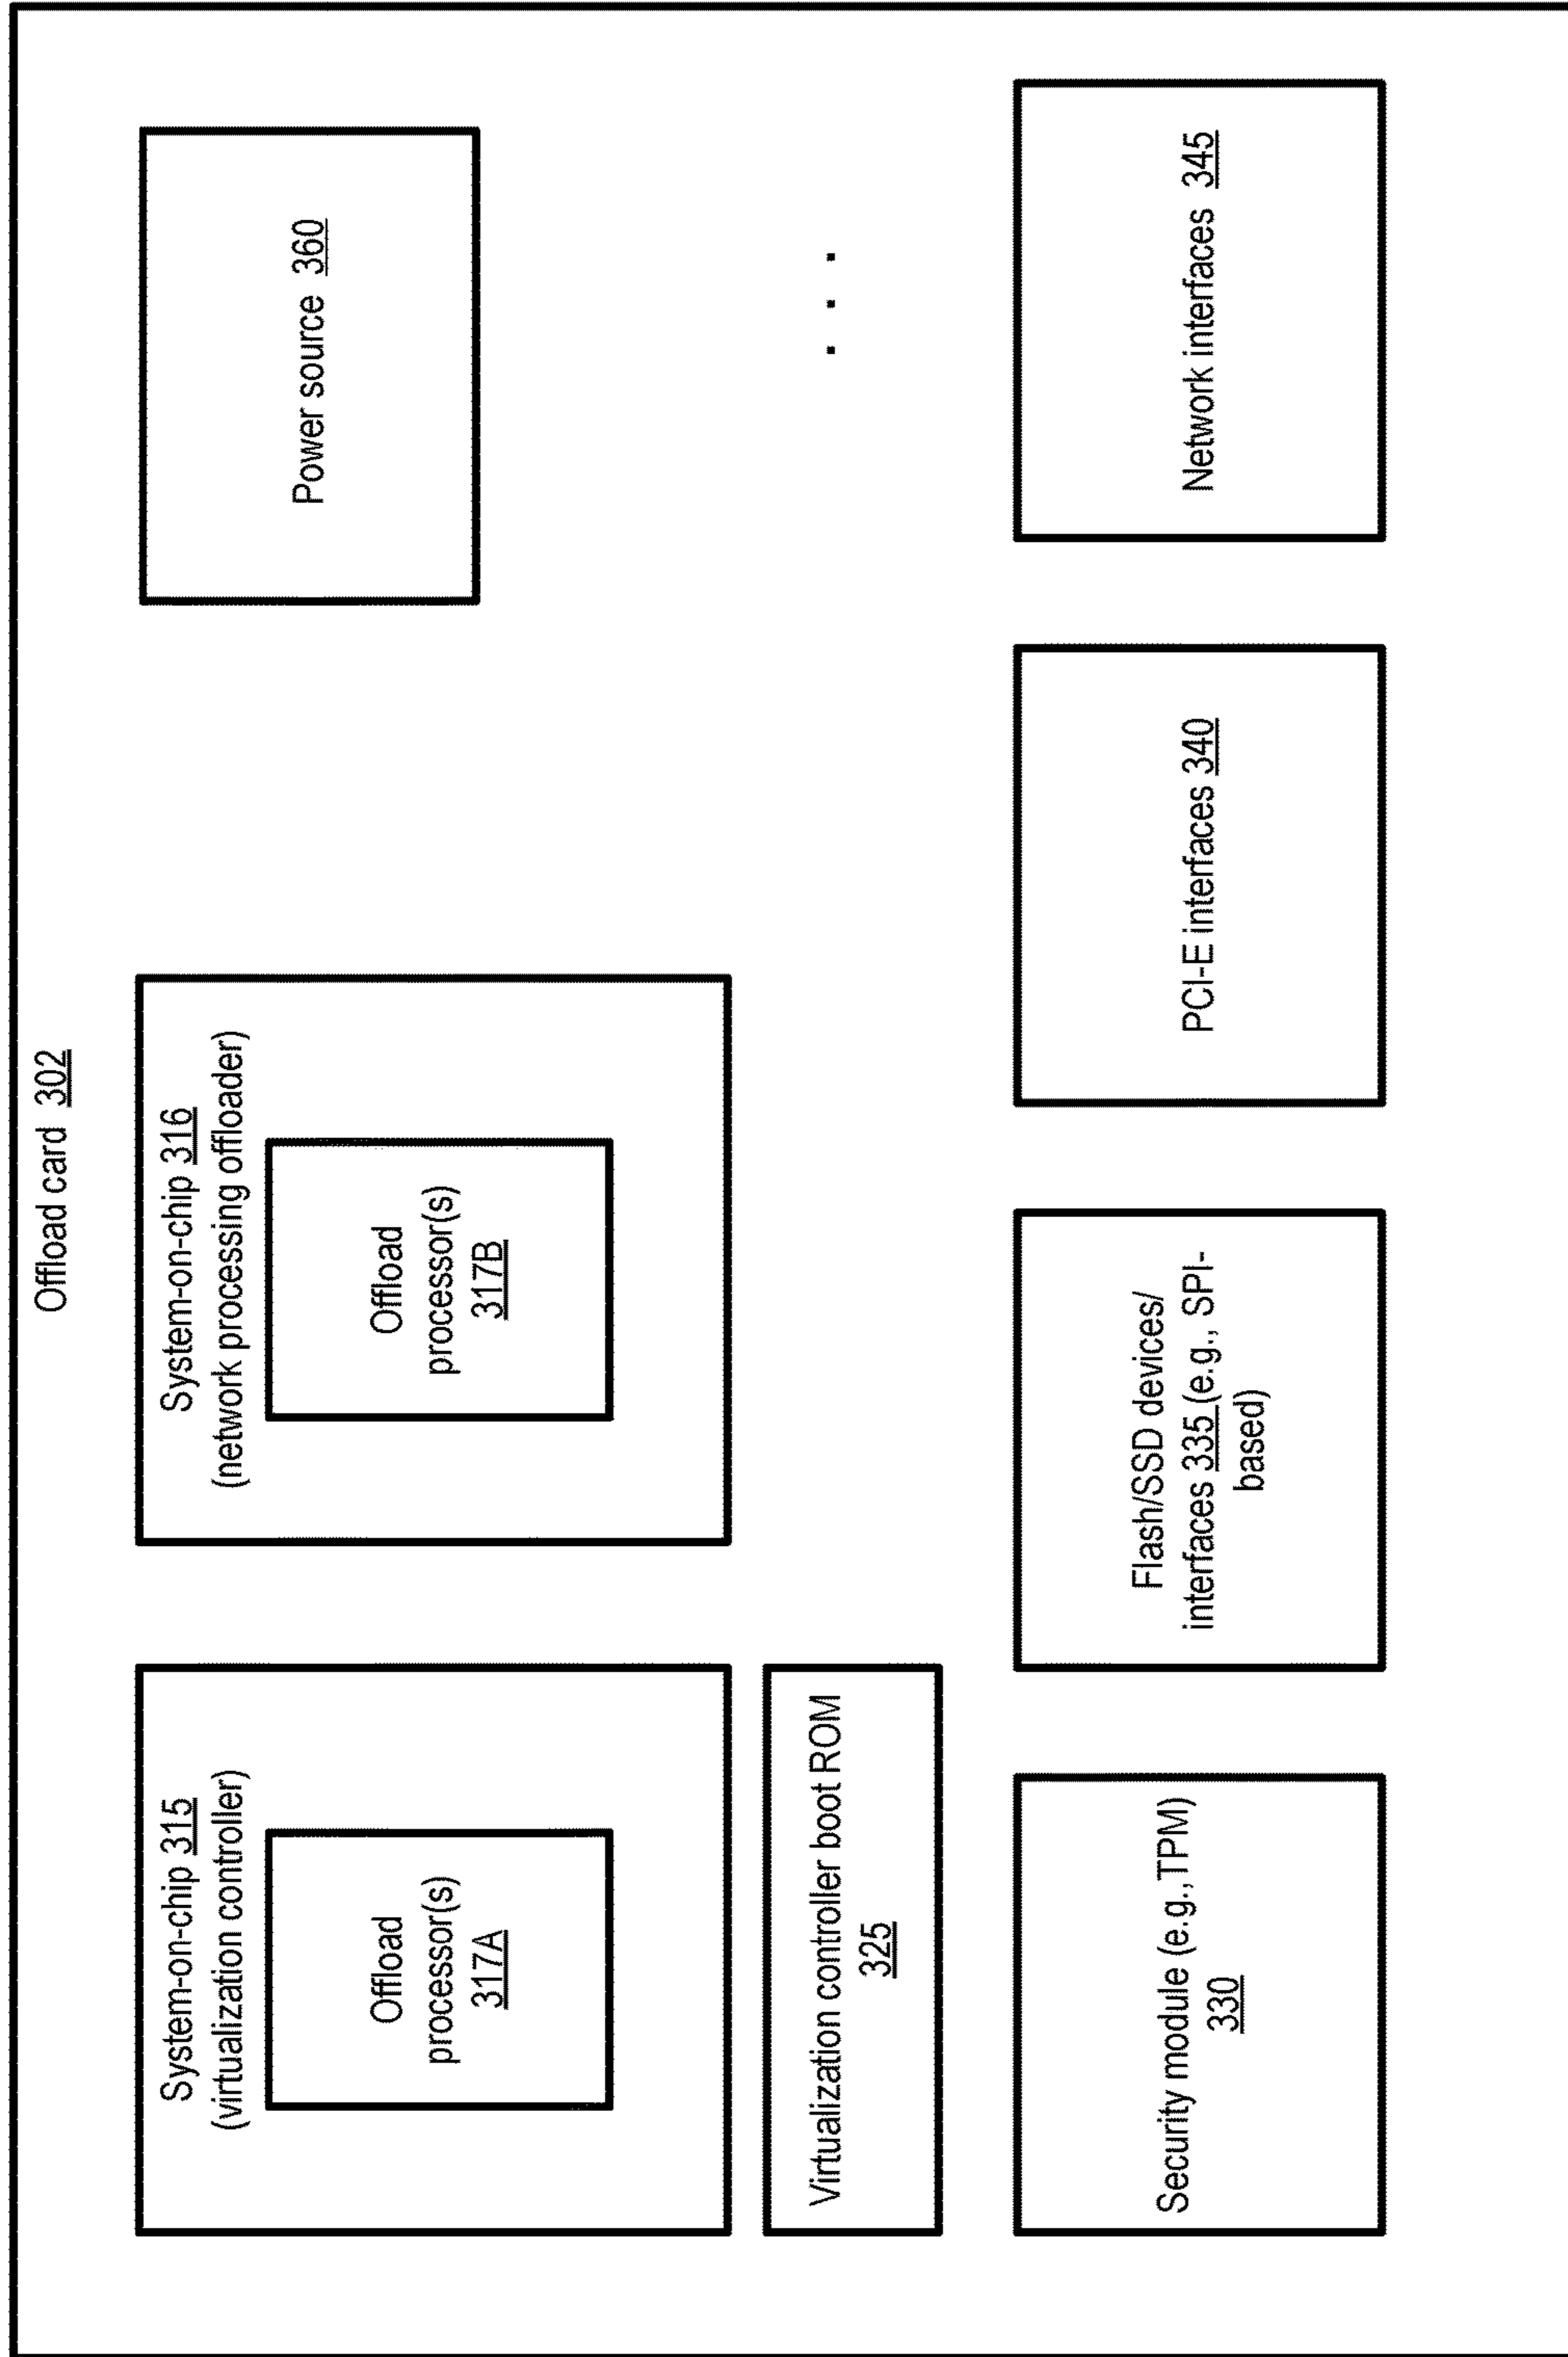 Offload card 302
System-on-chip 315
(virtualization controller)
Offload
processor(s)
317A
System-on-chip 316
(network processing offloader)
Offload
processor(s)
317B
Power source 360
Virtualization controller boot ROM
325
. . .
Security module (e.g.,TPM)
330
Flash/SSD devices/
interfaces 335 (e.g., SPI-
based)
PCI-E interfaces 340
Network interfaces 345